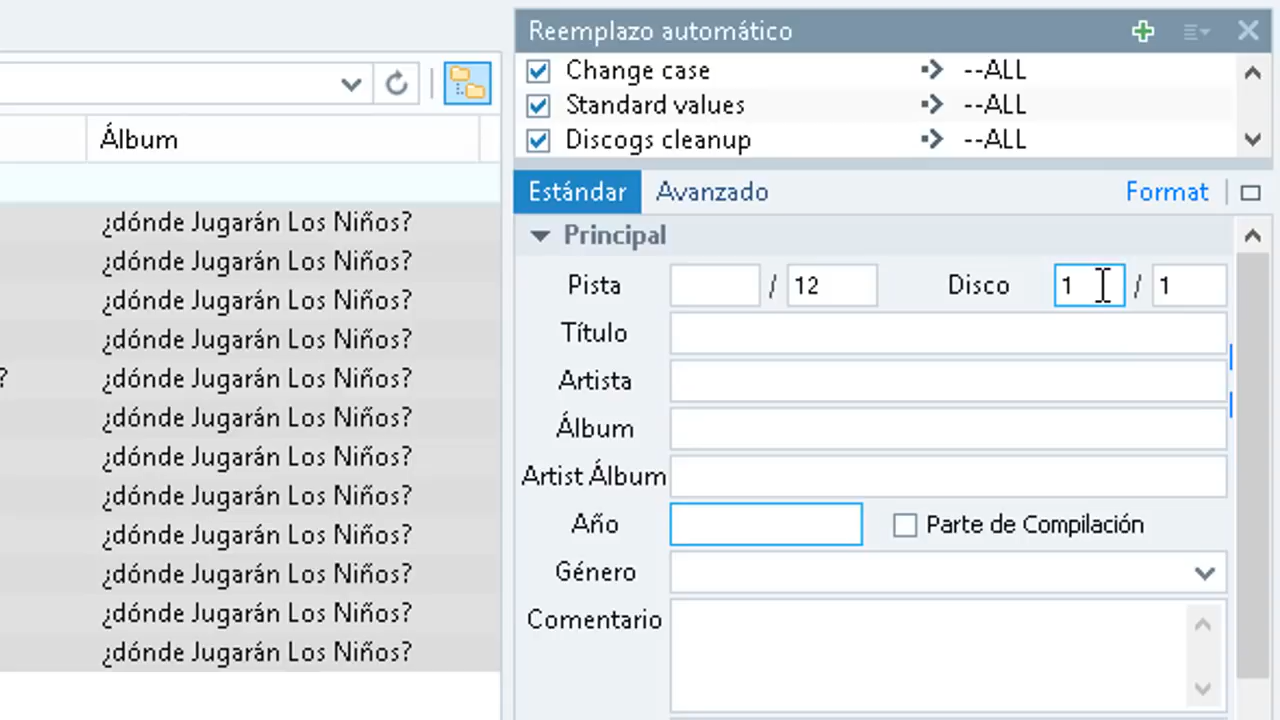 Álbum
¿dónde Jugarán Los Niños?
¿dónde Jugarán Los Niños?
¿dónde Jugarán Los Niños?
¿dónde Jugarán Los Niños?
? ¿dónde Jugarán Los Niños?
¿dónde Jugarán Los Niños?
¿dónde Jugarán Los Niños?
¿dónde Jugarán Los Niños?
¿dónde Jugarán Los Niños?
¿dónde Jugarán Los Niños?
¿dónde Jugarán Los Niños?
¿dónde Jugarán Los Niños?
Reemplazo automático
Change case --ALL
Standard values --ALL
Discogs cleanup --ALL
Estándar Avanzado Format
Principal
Pista / 12 Disco 1 / 1
Título
Artista
Álbum
Artist Álbum
Año Parte de Compilación
Género
Comentario